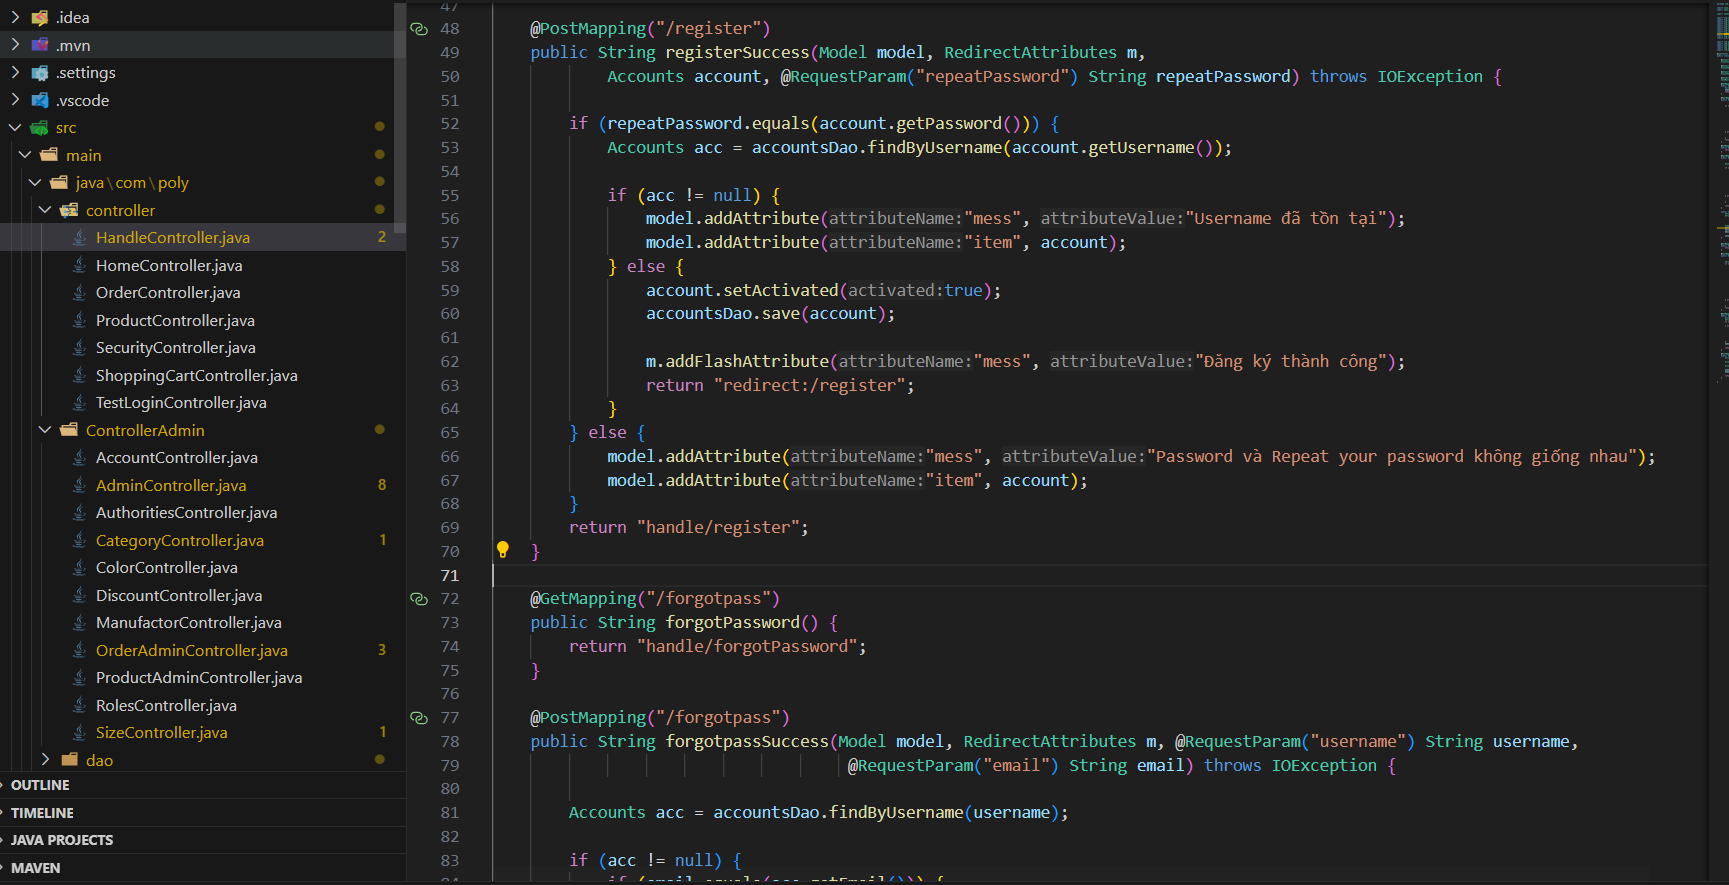 .idea
.mvn
.settings
.vscode
src
main
java\com\poly
controller
HandleController.java 2
HomeController.java
OrderController.java
ProductController.java
SecurityController.java
ShoppingCartController.java
TestLoginController.java
ControllerAdmin
AccountController.java
AdminController.java 8
AuthoritiesController.java
CategoryController.java 1
ColorController.java
DiscountController.java
ManufactorController.java
OrderAdminController.java 3
ProductAdminController.java
RolesController.java
SizeController.java 1
dao
OUTLINE
TIMELINE
JAVA PROJECTS
MAVEN
47
48 @PostMapping("/register")
49 public String registerSuccess(Model model, RedirectAttributes m,
50 Accounts account, @RequestParam("repeatPassword") String repeatPassword) throws IOException {
51
52 if (repeatPassword.equals(account.getPassword())) {
53 Accounts acc = accountsDao.findByUsername(account.getUsername());
54
55 if (acc != null) {
56 model.addAttribute(attributeName:"mess", attributeValue:"Username đã tồn tại");
57 model.addAttribute(attributeName:"item", account);
58 } else {
59 account.setActivated(activated:true);
60 accountsDao.save(account);
61
62 m.addFlashAttribute(attributeName:"mess", attributeValue:"Đăng ký thành công");
63 return "redirect:/register";
64 }
65 } else {
66 model.addAttribute(attributeName:"mess", attributeValue:"Password và Repeat your password không giống nhau");
67 model.addAttribute(attributeName:"item", account);
68 }
69 return "handle/register";
70 }
71
72 @GetMapping("/forgotpass")
73 public String forgotPassword() {
74 return "handle/forgotPassword";
75 }
76
77 @PostMapping("/forgotpass")
78 public String forgotpassSuccess(Model model, RedirectAttributes m, @RequestParam("username") String username,
79 @RequestParam("email") String email) throws IOException {
80
81 Accounts acc = accountsDao.findByUsername(username);
82
83 if (acc != null) {
84 if (email.equals(acc.getEmail())) {